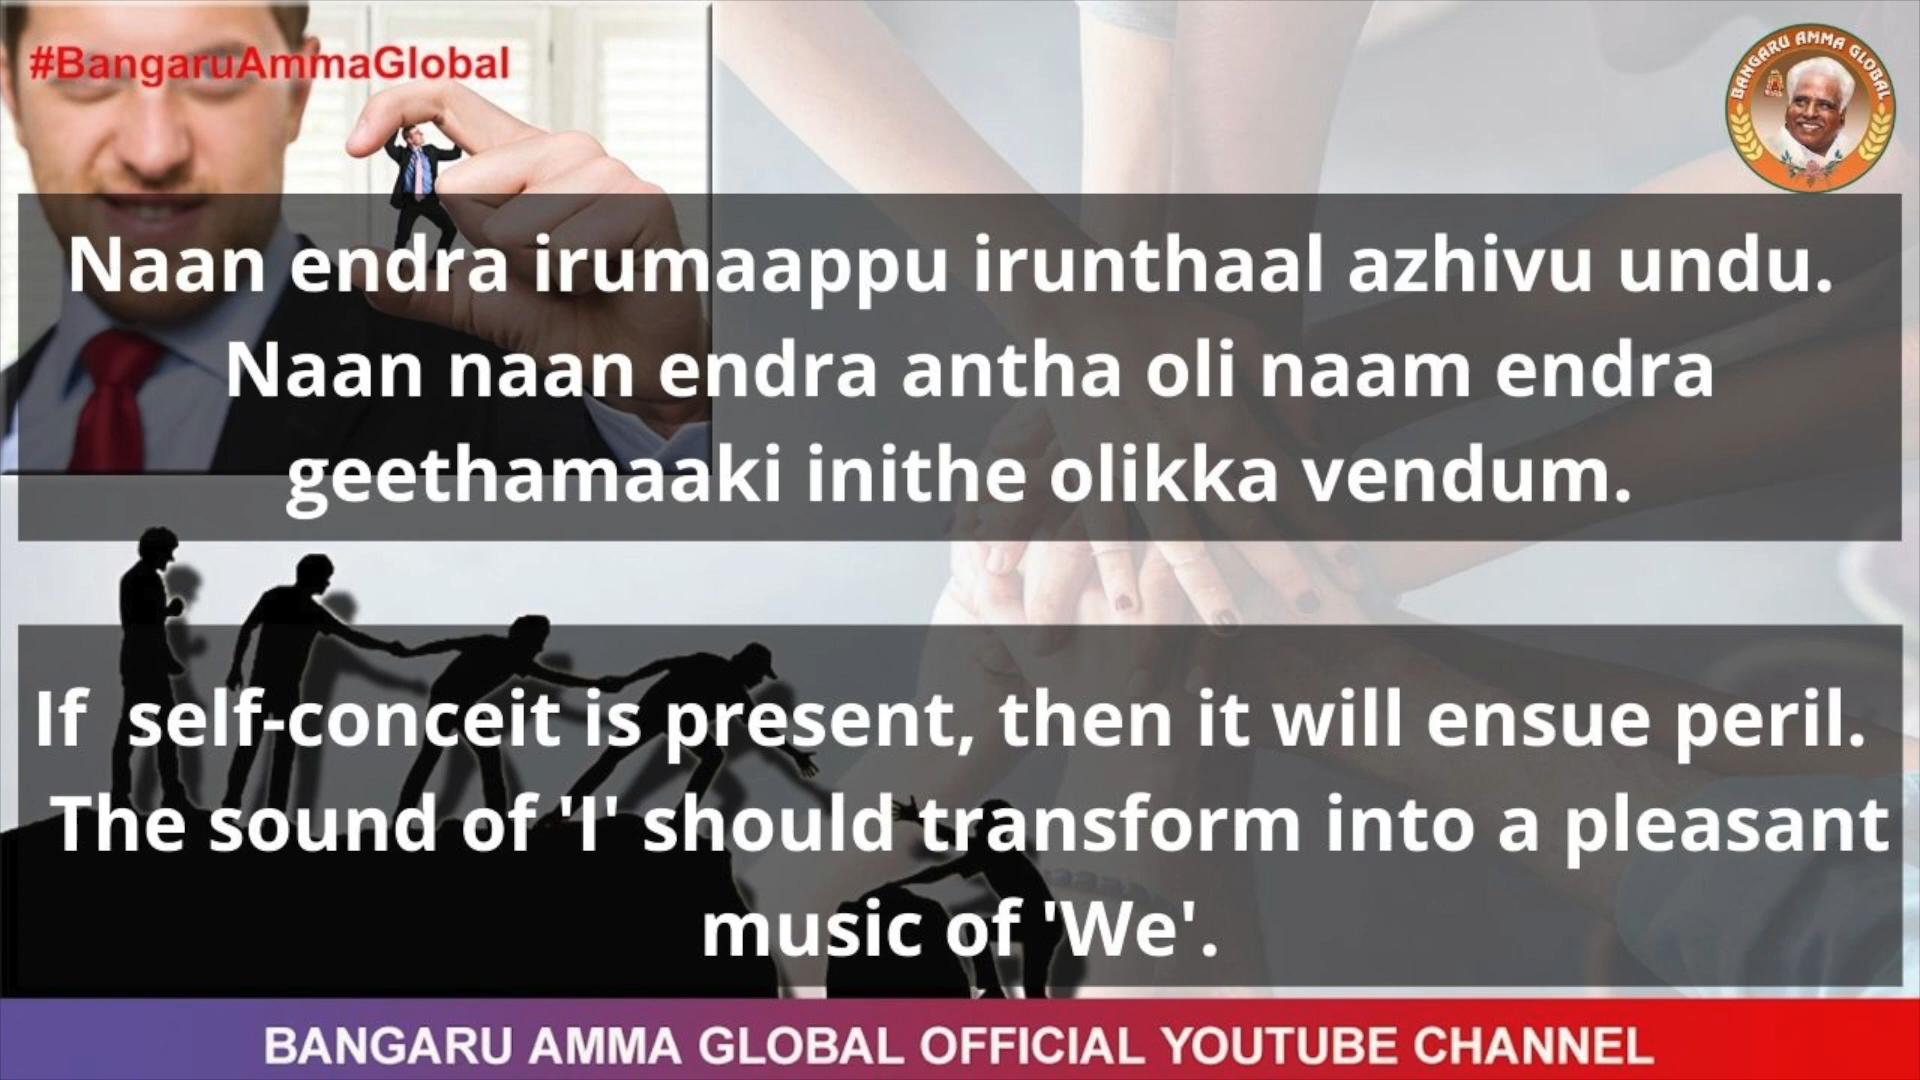 #BangaruAmmaGlobal
BANGARU AMMA GLOBAL
Naan endra irumaappu irunthaal azhivu undu.
Naan naan endra antha oli naam endra
geethamaaki inithe olikka vendum.
If  self-conceit is present, then it will ensue peril.
The sound of 'I' should transform into a pleasant
music of 'We'.
BANGARU AMMA GLOBAL OFFICIAL YOUTUBE CHANNEL